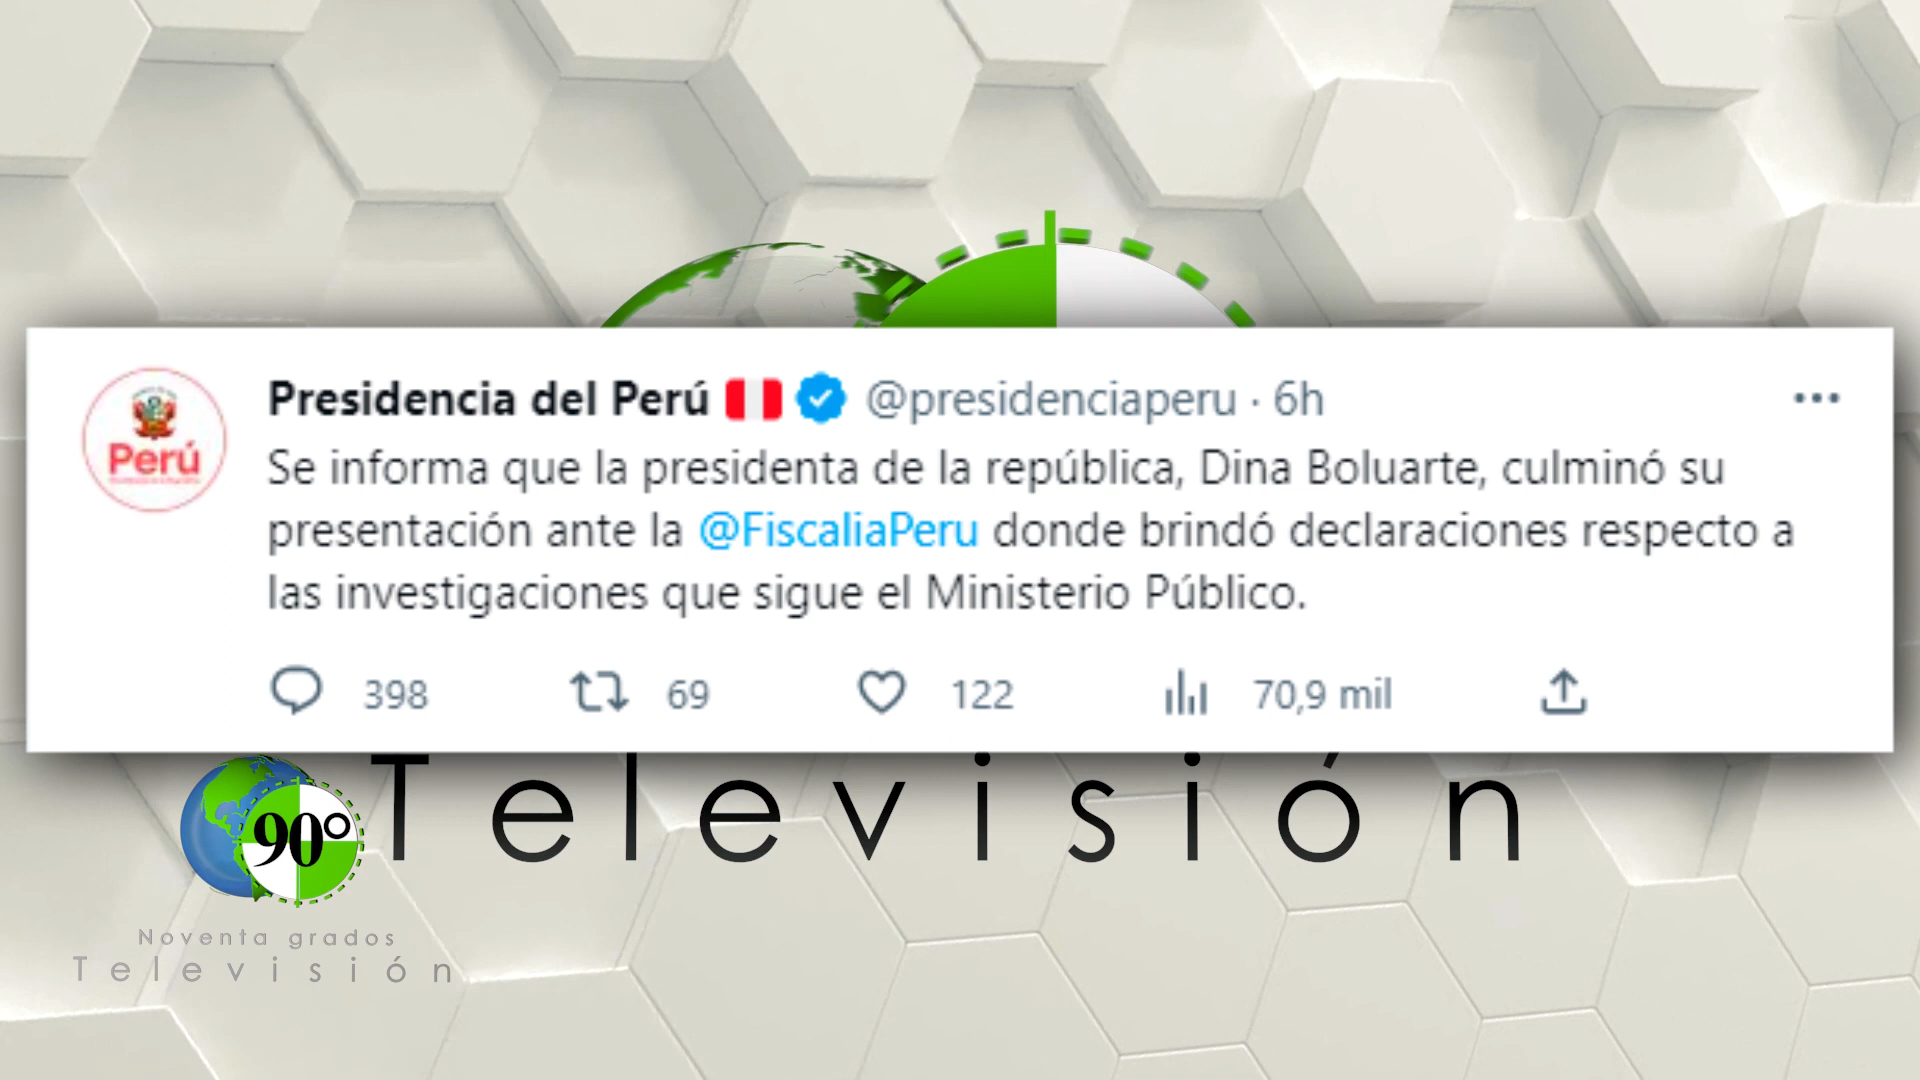 Presidencia del Perú @presidenciaperu · 6h
Perú
Se informa que la presidenta de la república, Dina Boluarte, culminó su
presentación ante la @FiscaliaPeru donde brindó declaraciones respecto a
las investigaciones que sigue el Ministerio Público.
398 69 122 70,9 mil
Televisión
90°
Noventa grados
Televisión